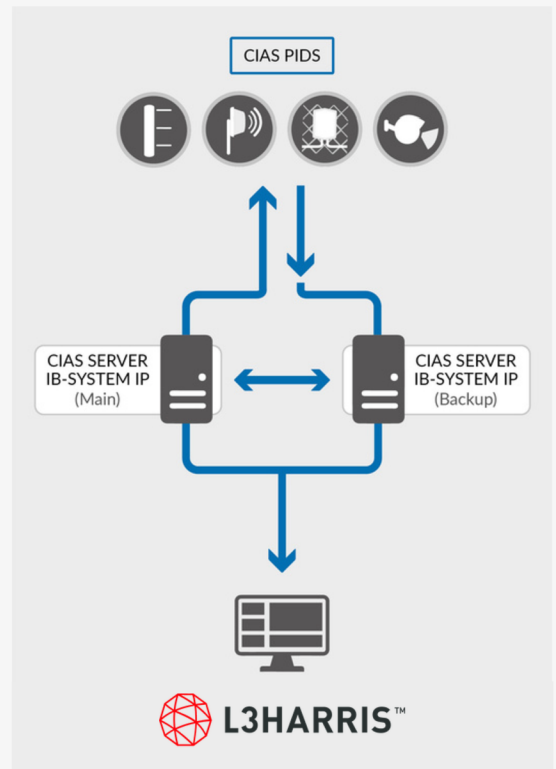 CIAS PIDS
CIAS SERVER
IB-SYSTEM IP
(Main)
CIAS SERVER
IB-SYSTEM IP
(Backup)
L3HARRIS™